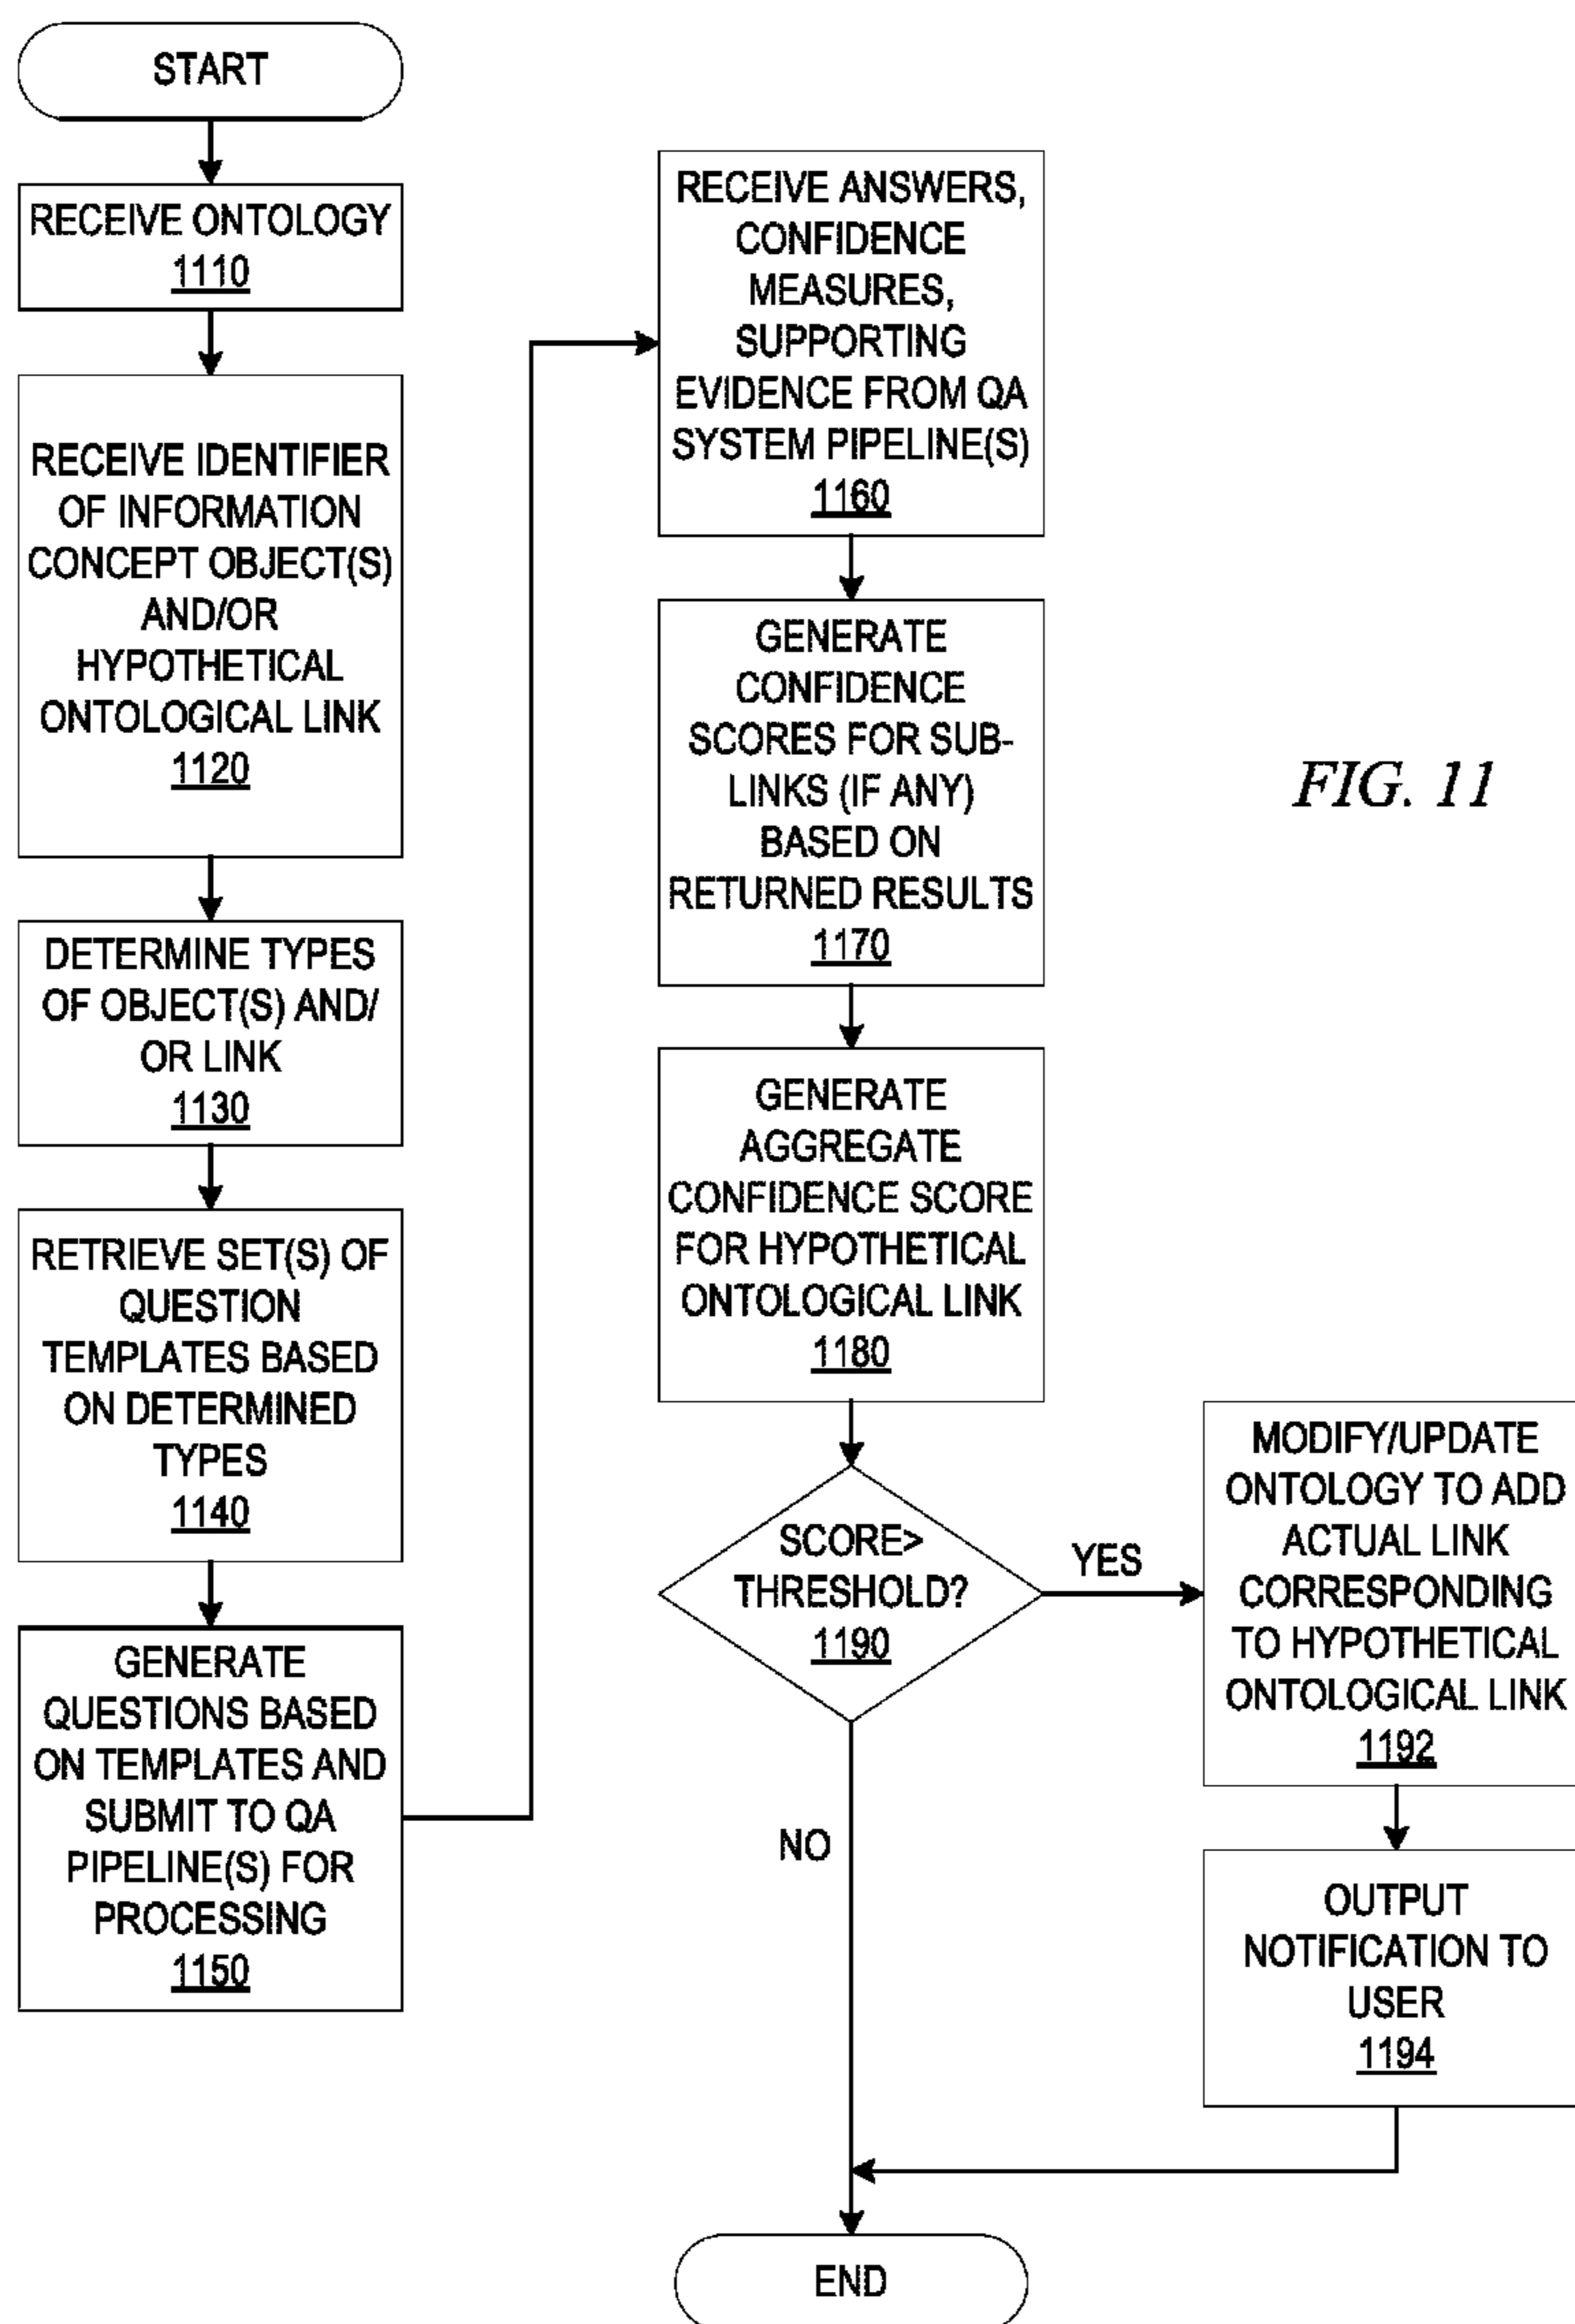 START
RECEIVE ONTOLOGY
1110
RECEIVE IDENTIFIER
OF INFORMATION
CONCEPT OBJECT(S)
AND/OR
HYPOTHETICAL
ONTOLOGICAL LINK
1120
DETERMINE TYPES
OF OBJECT(S) AND/
OR LINK
1130
RETRIEVE SET(S) OF
QUESTION
TEMPLATES BASED
ON DETERMINED
TYPES
1140
GENERATE
QUESTIONS BASED
ON TEMPLATES AND
SUBMIT TO QA
PIPELINE(S) FOR
PROCESSING
1150
RECEIVE ANSWERS,
CONFIDENCE
MEASURES,
SUPPORTING
EVIDENCE FROM QA
SYSTEM PIPELINE(S)
1160
GENERATE
CONFIDENCE
SCORES FOR SUB-
LINKS (IF ANY)
BASED ON
RETURNED RESULTS
1170
GENERATE
AGGREGATE
CONFIDENCE SCORE
FOR HYPOTHETICAL
ONTOLOGICAL LINK
1180
SCORE>
THRESHOLD?
1190
YES
NO
MODIFY/UPDATE
ONTOLOGY TO ADD
ACTUAL LINK
CORRESPONDING
TO HYPOTHETICAL
ONTOLOGICAL LINK
1192
OUTPUT
NOTIFICATION TO
USER
1194
END
FIG. 11